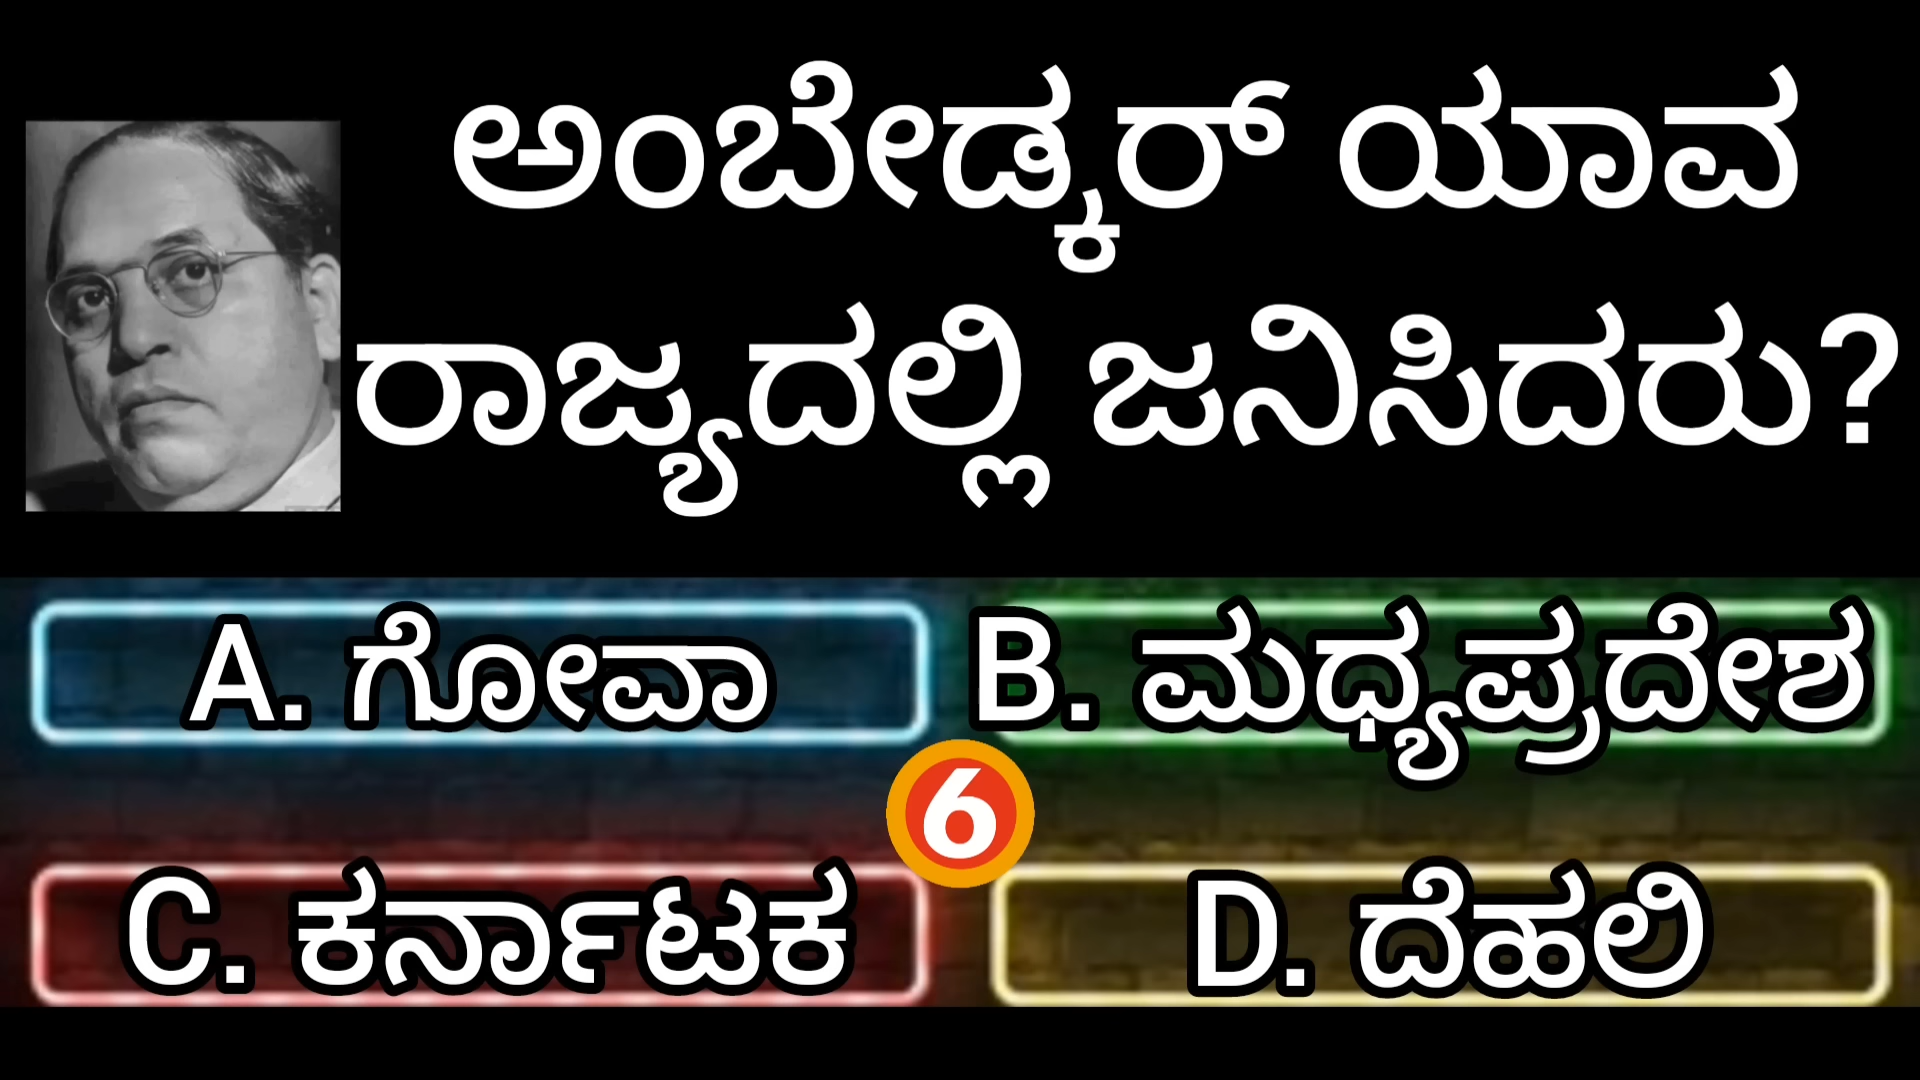 ಅಂಬೇಡ್ಕರ್ ಯಾವ
ರಾಜ್ಯದಲ್ಲಿ ಜನಿಸಿದರು?
A. ಗೋವಾ
B. ಮಧ್ಯಪ್ರದೇಶ
6
C. ಕರ್ನಾಟಕ
D. ದೆಹಲಿ